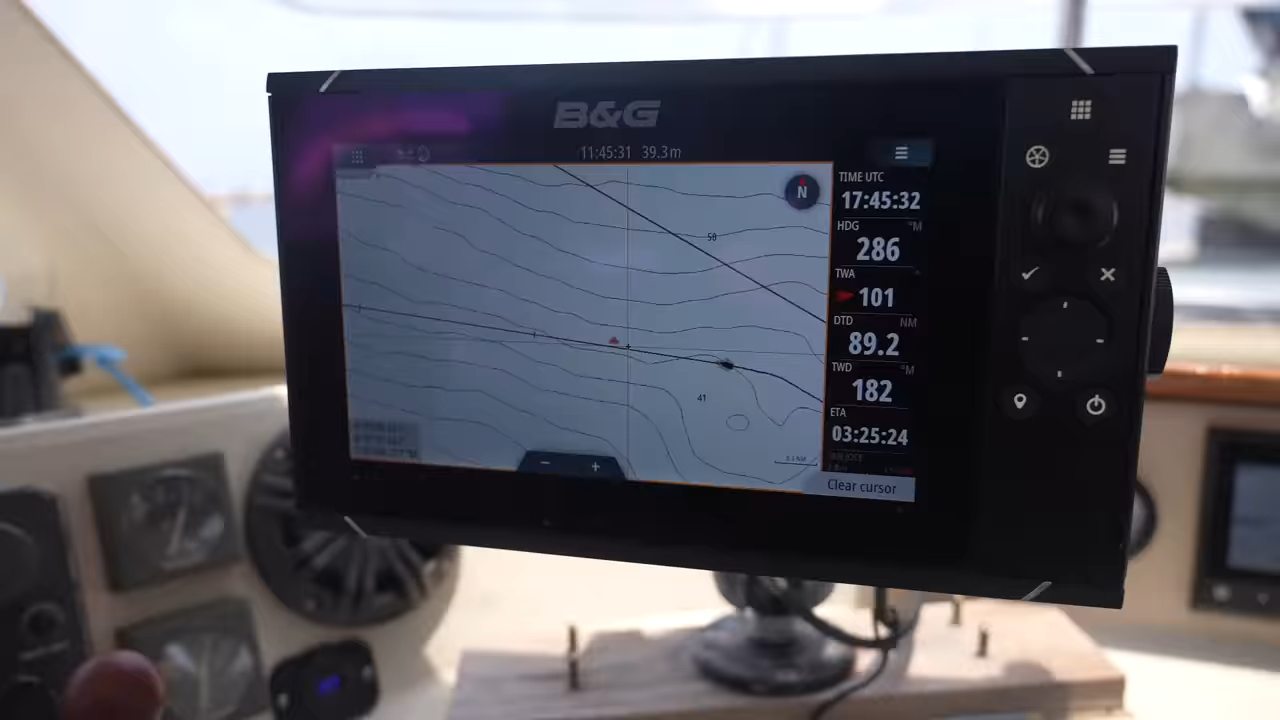 B&G
11:45:31 39.3m
N
50
41
TIME UTC
17:45:32
HDG °M
286
TWA
101
DTD NM
89.2
TWD °M
182
ETA
03:25:24
Clear cursor